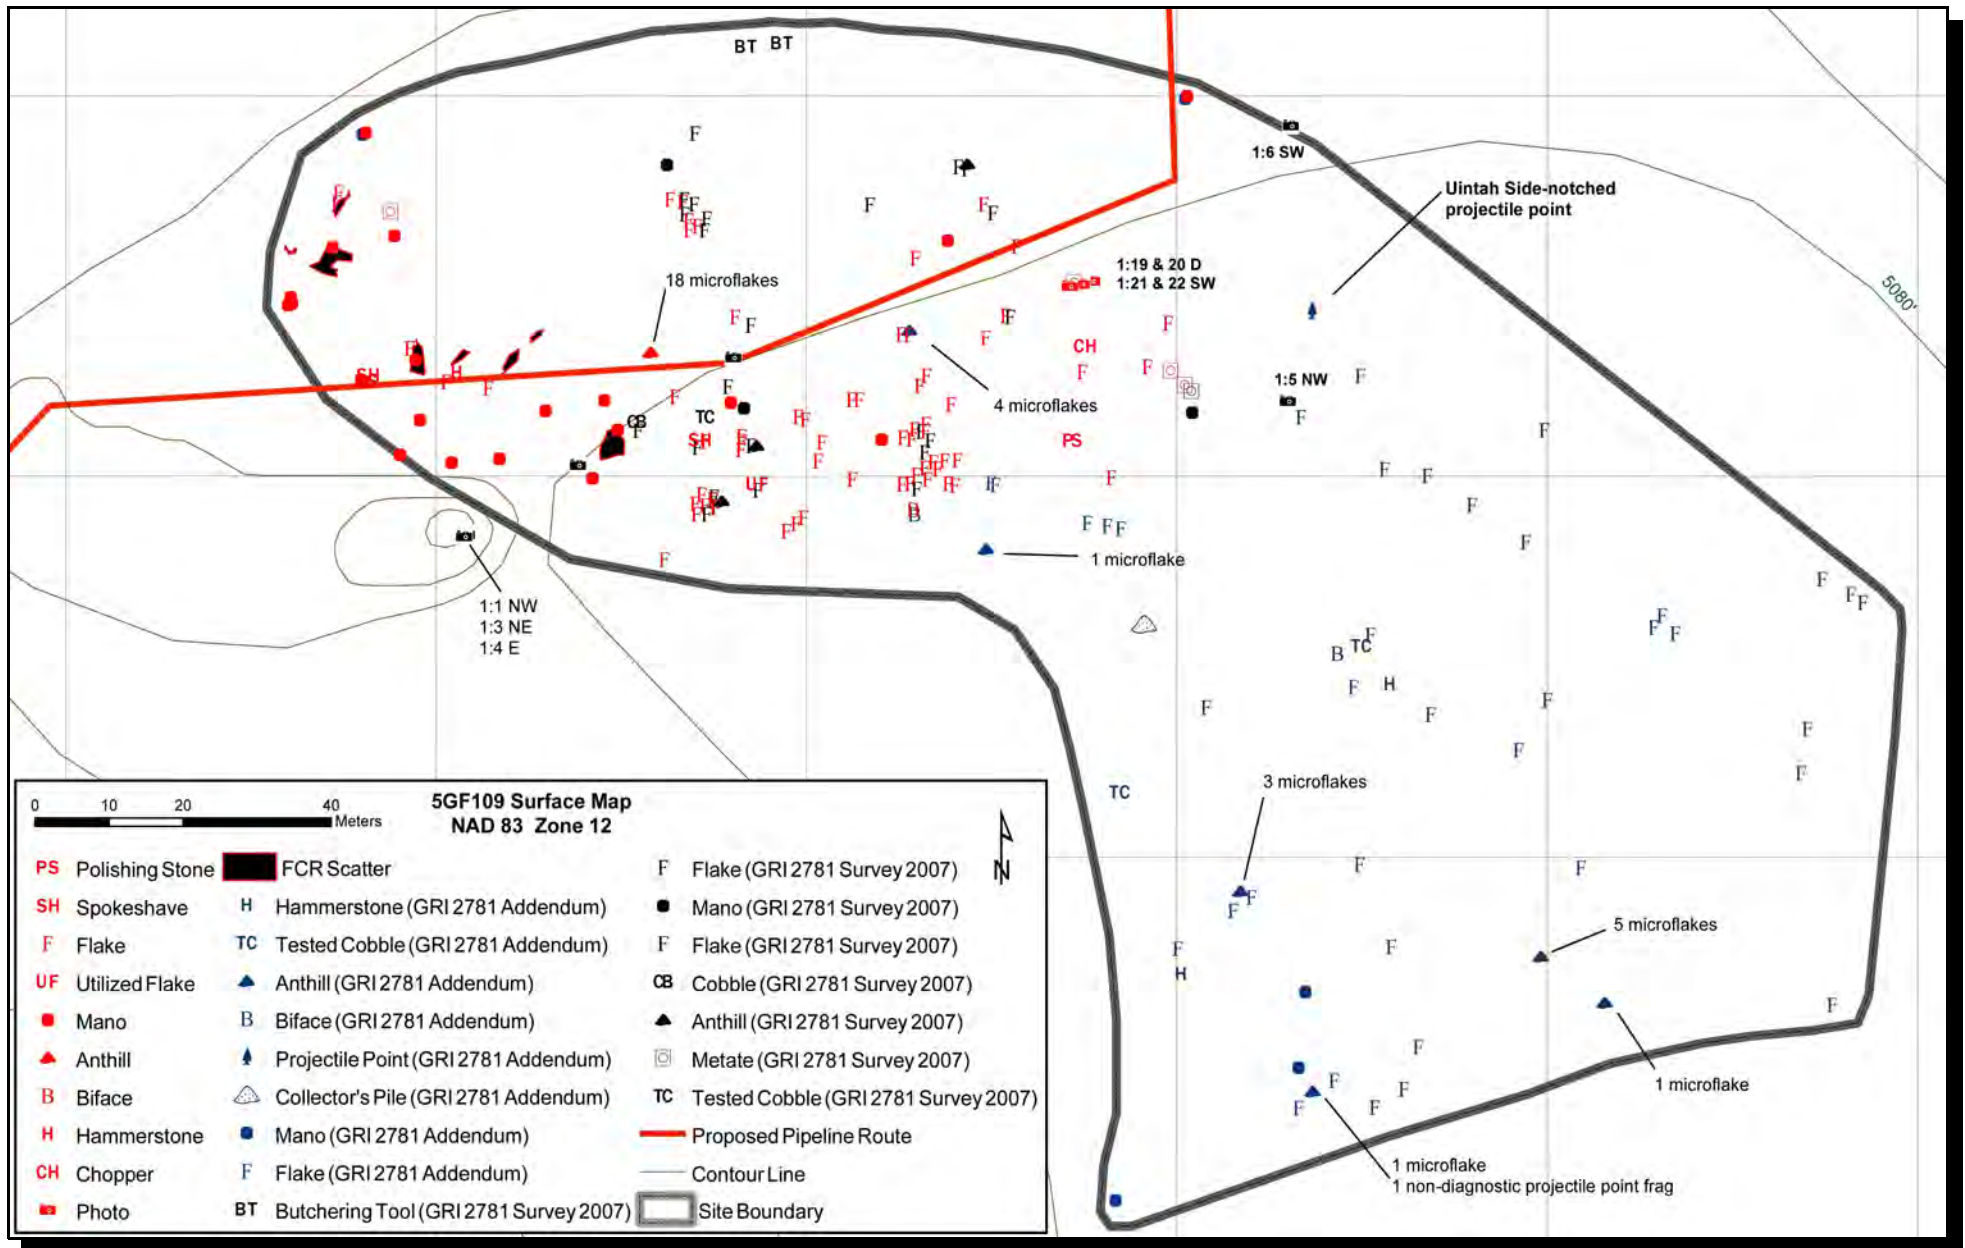 BT BT
F
F
1:6 SW
Uintah Side-notched
projectile point
F
F F F
F
F F
F F F
F F
F F
F
1:19 & 20 D
1:21 & 22 SW
5080'
18 microflakes
F F
F F
F
F
F
CH
4 microflakes
F
F
F
1:5 NW
F
F
SH
F
H
F
F
F
TC
CB
F
SH
F
F
F
UF
F
F
F F
F
F
F
F
F F
F
B
F
F
PS
F
F F
F F F
1 microflake
B
F
F
F
F
F
F
F
F F
1:1 NW
1:3 NE
1:4 E
F
F F
B TC F
F H
F
F
F
F
F
F
TC
3 microflakes
F
F
F
F
5 microflakes
F
F
H
F
F
F
F
F
F
1 microflake
1 microflake
1 non-diagnostic projectile point frag
0 10 20 40
Meters
5GF109 Surface Map
NAD 83 Zone 12
N
PS Polishing Stone
SH Spokeshave
F Flake
UF Utilized Flake
Mano
Anthill
B Biface
H Hammerstone
CH Chopper
Photo
FCR Scatter
H Hammerstone (GRI 2781 Addendum)
TC Tested Cobble (GRI 2781 Addendum)
Anthill (GRI 2781 Addendum)
B Biface (GRI 2781 Addendum)
Projectile Point (GRI 2781 Addendum)
Collector's Pile (GRI 2781 Addendum)
Mano (GRI 2781 Addendum)
F Flake (GRI 2781 Addendum)
BT Butchering Tool (GRI 2781 Survey 2007)
F Flake (GRI 2781 Survey 2007)
Mano (GRI 2781 Survey 2007)
F Flake (GRI 2781 Survey 2007)
CB Cobble (GRI 2781 Survey 2007)
Anthill (GRI 2781 Survey 2007)
Metate (GRI 2781 Survey 2007)
TC Tested Cobble (GRI 2781 Survey 2007)
Proposed Pipeline Route
Contour Line
Site Boundary